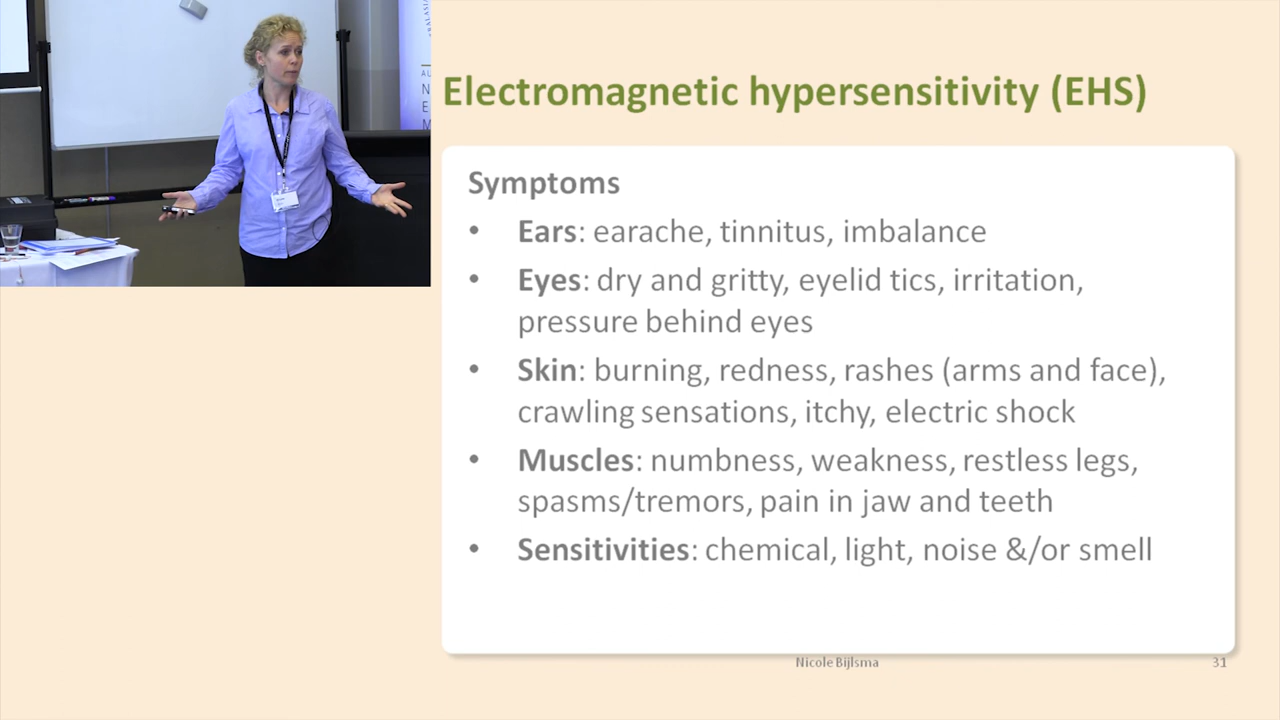 Electromagnetic hypersensitivity (EHS)
Symptoms
• Ears: earache, tinnitus, imbalance
• Eyes: dry and gritty, eyelid tics, irritation,
pressure behind eyes
• Skin: burning, redness, rashes (arms and face),
crawling sensations, itchy, electric shock
• Muscles: numbness, weakness, restless legs,
spasms/tremors, pain in jaw and teeth
• Sensitivities: chemical, light, noise &/or smell
Nicole Bijlsma
31